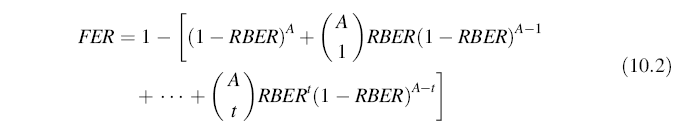 FER = 1 − [(1 − RBER)^A + (A 1) RBER(1 − RBER)^{A−1}
+ ⋯ + (A t) RBER^t (1 − RBER)^{A−t}]
(10.2)